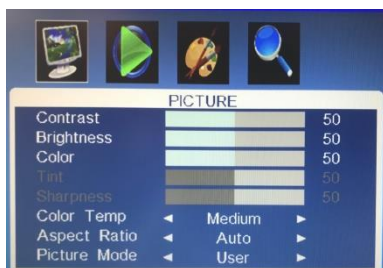 PICTURE
Contrast 50
Brightness 50
Color 50
Tint 50
Sharpness 50
Color Temp Medium
Aspect Ratio Auto
Picture Mode User